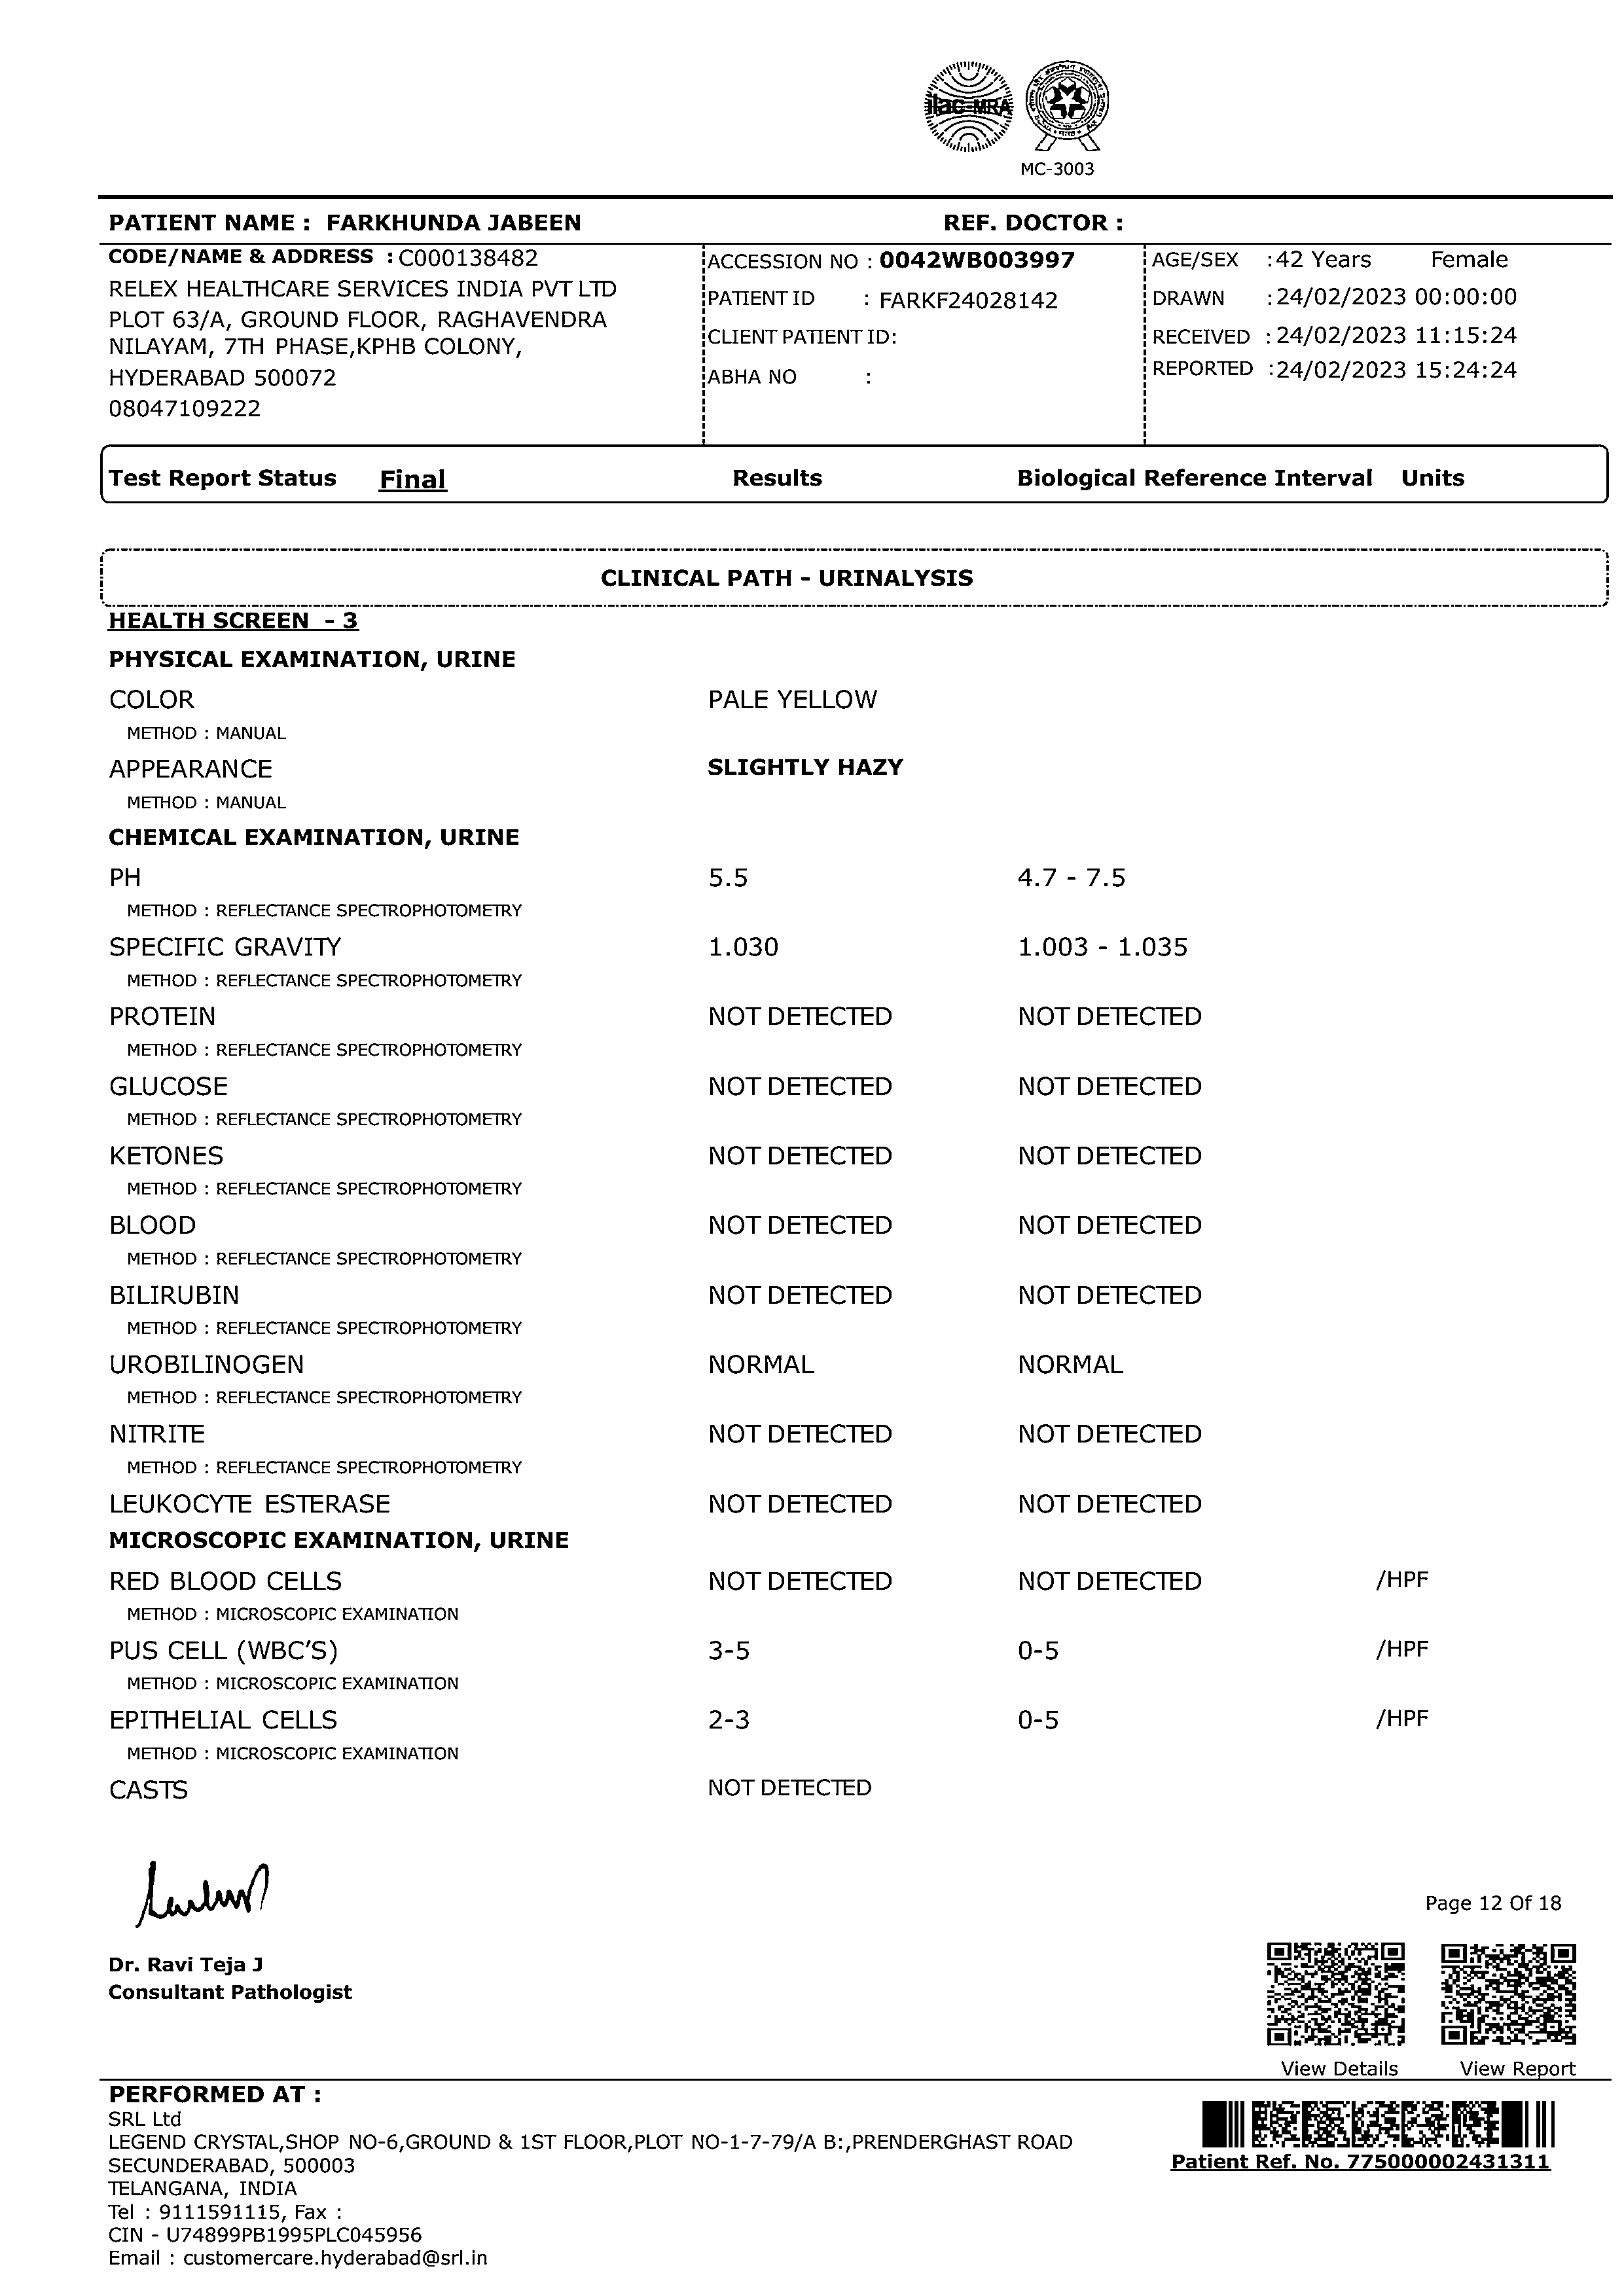 ilac-MRA
MC-3003
PATIENT NAME : FARKHUNDA JABEEN REF. DOCTOR :
CODE/NAME & ADDRESS : C000138482
RELEX HEALTHCARE SERVICES INDIA PVT LTD
PLOT 63/A, GROUND FLOOR, RAGHAVENDRA
NILAYAM, 7TH PHASE,KPHB COLONY,
HYDERABAD 500072
08047109222
ACCESSION NO : 0042WB003997
PATIENT ID : FARKF24028142
CLIENT PATIENT ID:
ABHA NO :
AGE/SEX : 42 Years Female
DRAWN : 24/02/2023 00:00:00
RECEIVED : 24/02/2023 11:15:24
REPORTED : 24/02/2023 15:24:24
Test Report Status Final Results Biological Reference Interval Units
CLINICAL PATH - URINALYSIS
HEALTH SCREEN - 3
PHYSICAL EXAMINATION, URINE
COLOR PALE YELLOW
METHOD : MANUAL
APPEARANCE SLIGHTLY HAZY
METHOD : MANUAL
CHEMICAL EXAMINATION, URINE
PH 5.5 4.7 - 7.5
METHOD : REFLECTANCE SPECTROPHOTOMETRY
SPECIFIC GRAVITY 1.030 1.003 - 1.035
METHOD : REFLECTANCE SPECTROPHOTOMETRY
PROTEIN NOT DETECTED NOT DETECTED
METHOD : REFLECTANCE SPECTROPHOTOMETRY
GLUCOSE NOT DETECTED NOT DETECTED
METHOD : REFLECTANCE SPECTROPHOTOMETRY
KETONES NOT DETECTED NOT DETECTED
METHOD : REFLECTANCE SPECTROPHOTOMETRY
BLOOD NOT DETECTED NOT DETECTED
METHOD : REFLECTANCE SPECTROPHOTOMETRY
BILIRUBIN NOT DETECTED NOT DETECTED
METHOD : REFLECTANCE SPECTROPHOTOMETRY
UROBILINOGEN NORMAL NORMAL
METHOD : REFLECTANCE SPECTROPHOTOMETRY
NITRITE NOT DETECTED NOT DETECTED
METHOD : REFLECTANCE SPECTROPHOTOMETRY
LEUKOCYTE ESTERASE NOT DETECTED NOT DETECTED
MICROSCOPIC EXAMINATION, URINE
RED BLOOD CELLS NOT DETECTED NOT DETECTED /HPF
METHOD : MICROSCOPIC EXAMINATION
PUS CELL (WBC'S) 3-5 0-5 /HPF
METHOD : MICROSCOPIC EXAMINATION
EPITHELIAL CELLS 2-3 0-5 /HPF
METHOD : MICROSCOPIC EXAMINATION
CASTS NOT DETECTED
Page 12 Of 18
Dr. Ravi Teja J
Consultant Pathologist
View Details View Report
PERFORMED AT :
SRL Ltd
LEGEND CRYSTAL,SHOP NO-6,GROUND & 1ST FLOOR,PLOT NO-1-7-79/A B:,PRENDERGHAST ROAD
SECUNDERABAD, 500003
TELANGANA, INDIA
Tel : 9111591115, Fax :
CIN - U74899PB1995PLC045956
Email : customercare.hyderabad@srl.in
Patient Ref. No. 775000002431311